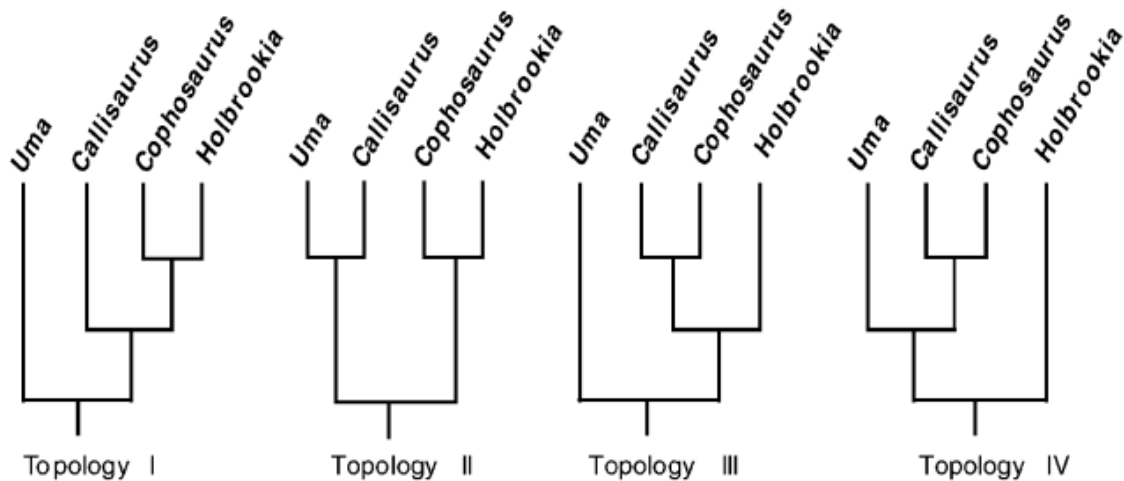 Uma
Callisaurus
Cophosaurus
Holbrookia
Uma
Callisaurus
Cophosaurus
Holbrookia
Uma
Callisaurus
Cophosaurus
Holbrookia
Uma
Callisaurus
Cophosaurus
Holbrookia
Topology I
Topology II
Topology III
Topology IV